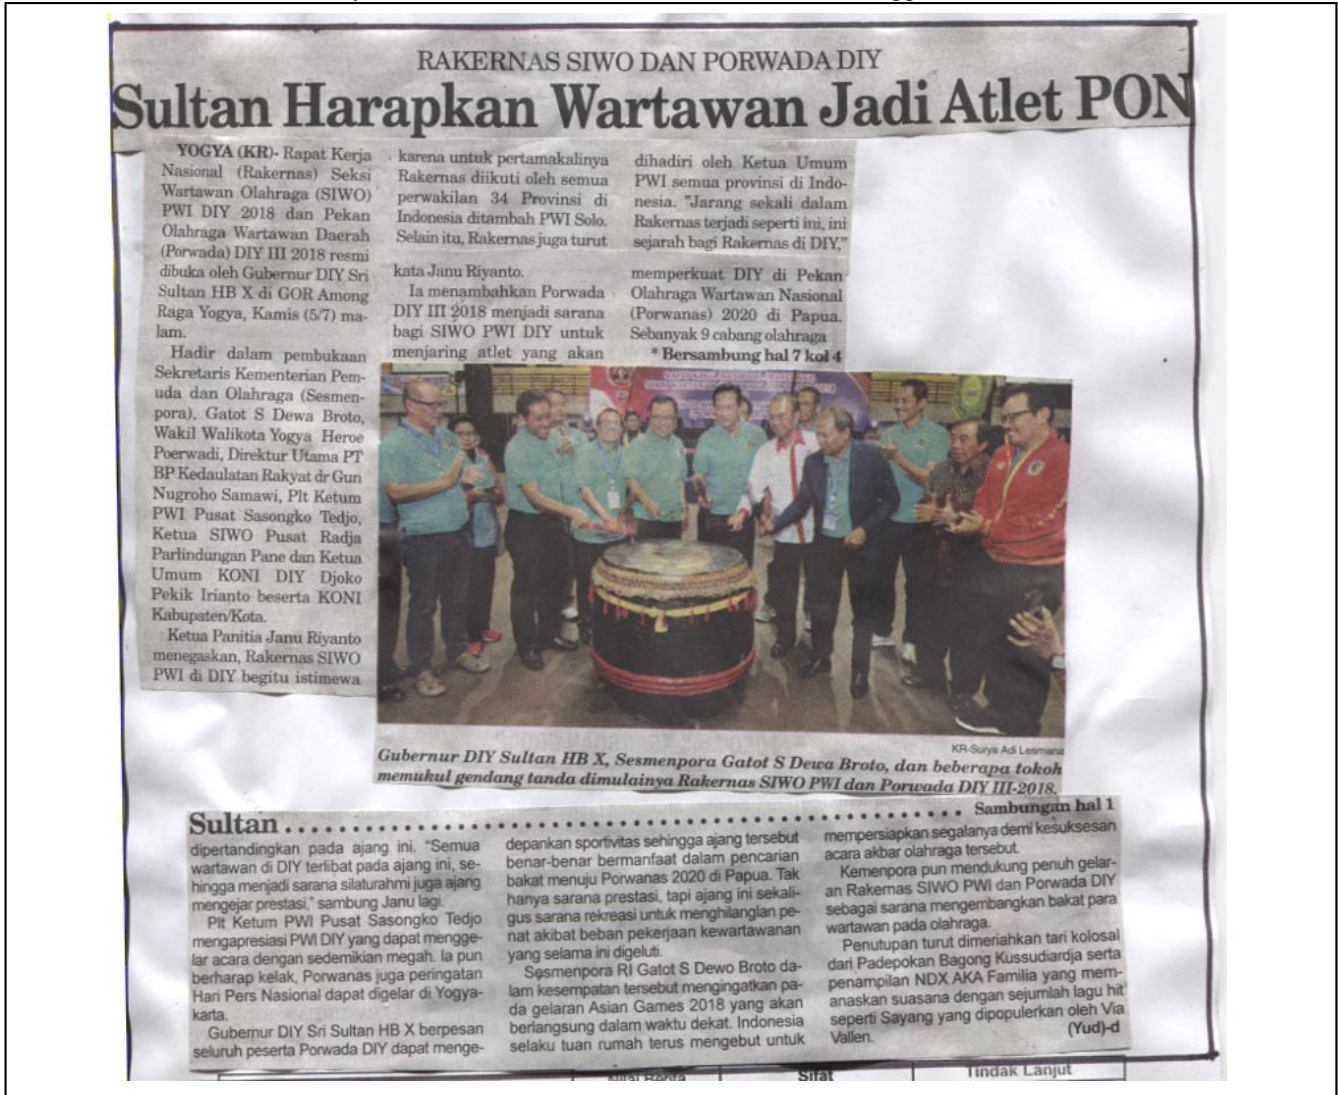 RAKERNAS SIWO DAN PORWADA DIY
Sultan Harapkan Wartawan Jadi Atlet PON
YOGYA (KR)- Rapat Kerja
Nasional (Rakernas) Seksi
Wartawan Olahraga (SIWO)
PWI DIY 2018 dan Pekan
Olahraga Wartawan Daerah
(Porwada) DIY III 2018 resmi
dibuka oleh Gubernur DIY Sri
Sultan HB X di GOR Among
Raga Yogya, Kamis (5/7) ma-
lam.
Hadir dalam pembukaan
Sekretaris Kementerian Pem-
uda dan Olahraga (Sesmen-
pora), Gatot S Dewa Broto,
Wakil Walikota Yogya Heroe
Poerwadi, Direktur Utama PT
BP Kedaulatan Rakyat dr Gun
Nugroho Samawi, Plt Ketum
PWI Pusat Sasongko Tedjo,
Ketua SIWO Pusat Radja
Parlindungan Pane dan Ketua
Umum KONI DIY Djoko
Pekik Irianto beserta KONI
Kabupaten/Kota.
Ketua Panitia Janu Riyanto
menegaskan, Rakernas SIWO
PWI di DIY begitu istimewa
karena untuk pertamakalinya
Rakernas diikuti oleh semua
perwakilan 34 Provinsi di
Indonesia ditambah PWI Solo.
Selain itu, Rakernas juga turut
dihadiri oleh Ketua Umum
PWI semua provinsi di Indo-
nesia. "Jarang sekali dalam
Rakernas terjadi seperti ini, ini
sejarah bagi Rakernas di DIY,"
kata Janu Riyanto.
Ia menambahkan Porwada
DIY III 2018 menjadi sarana
bagi SIWO PWI DIY untuk
menjaring atlet yang akan
memperkuat DIY di Pekan
Olahraga Wartawan Nasional
(Porwanas) 2020 di Papua.
Sebanyak 9 cabang olahraga
* Bersambung hal 7 kol 4
KR-Surya Adi Lesmana
Gubernur DIY Sultan HB X, Sesmenpora Gatot S Dewa Broto, dan beberapa tokoh
memukul gendang tanda dimulainya Rakernas SIWO PWI dan Porwada DIY III-2018.
Sultan .................... Sambungan hal 1
dipertandingkan pada ajang ini. "Semua
wartawan di DIY terlibat pada ajang ini, se-
hingga menjadi sarana silaturahmi juga ajang
mengejar prestasi," sambung Janu lagi.
Plt Ketum PWI Pusat Sasongko Tedjo
mengapresiasi PWI DIY yang dapat mengge-
lar acara dengan sedemikian megah. Ia pun
berharap kelak, Porwanas juga peringatan
Hari Pers Nasional dapat digelar di Yogya-
karta.
Gubernur DIY Sri Sultan HB X berpesan
seluruh peserta Porwada DIY dapat menge-
depankan sportivitas sehingga ajang tersebut
benar-benar bermanfaat dalam pencarian
bakat menuju Porwanas 2020 di Papua. Tak
hanya sarana prestasi, tapi ajang ini sekali-
gus sarana rekreasi untuk menghilangkan pe-
nat akibat beban pekerjaan kewartawanan
yang selama ini digeluti.
Sesmenpora RI Gatot S Dewo Broto da-
lam kesempatan tersebut mengingatkan pa-
da gelaran Asian Games 2018 yang akan
berlangsung dalam waktu dekat. Indonesia
selaku tuan rumah terus mengebut untuk
mempersiapkan segalanya demi kesuksesan
acara akbar olahraga tersebut.
Kemenpora pun mendukung penuh gelar-
an Rakernas SIWO PWI dan Porwada DIY
sebagai sarana mengembangkan bakat para
wartawan pada olahraga.
Penutupan turut dimeriahkan tari kolosal
dari Padepokan Bagong Kussudiardja serta
penampilan NDX AKA Familia yang mem-
anaskan suasana dengan sejumlah lagu hit
seperti Sayang yang dipopulerkan oleh Via
Vallen. (Yud)-d
Nilai Berita Sifat Tindak Lanjut